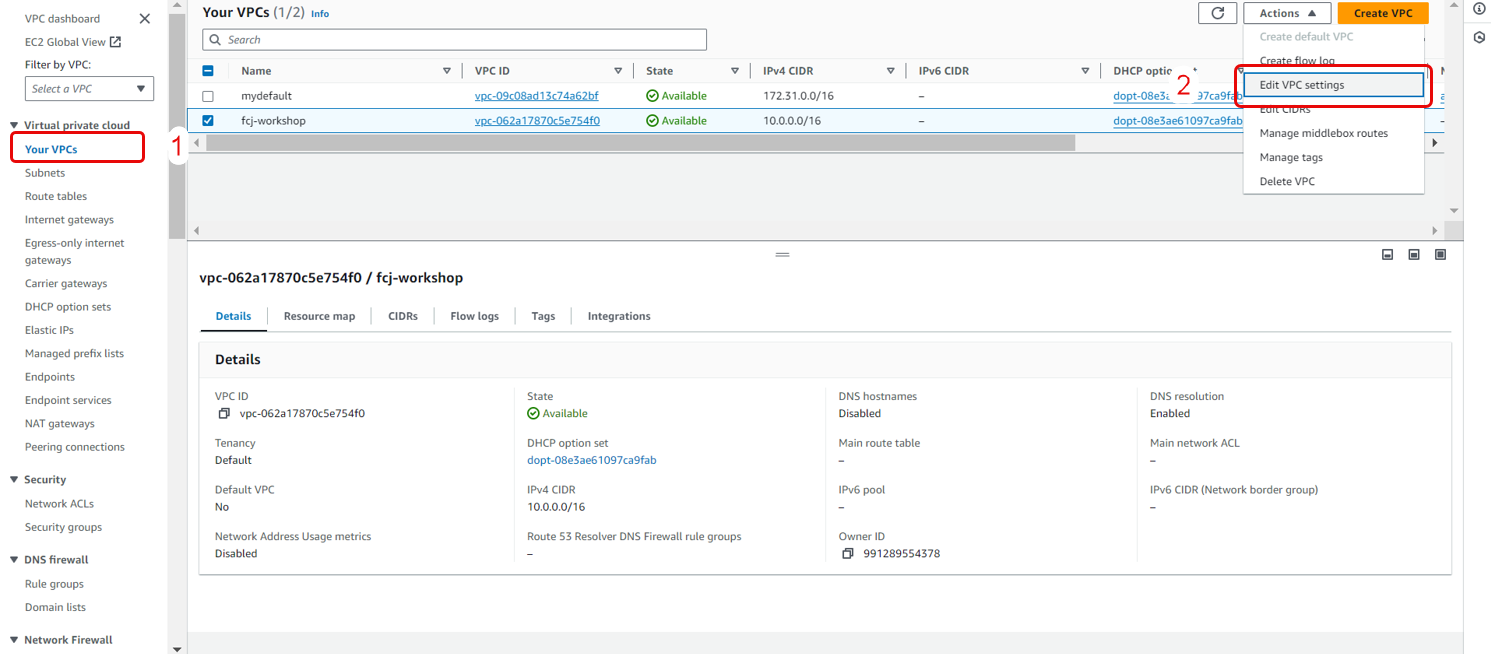 VPC dashboard
EC2 Global View
Filter by VPC:
Select a VPC
Virtual private cloud
Your VPCs
1
Subnets
Route tables
Internet gateways
Egress-only internet
gateways
Carrier gateways
DHCP option sets
Elastic IPs
Managed prefix lists
Endpoints
Endpoint services
NAT gateways
Peering connections
Security
Network ACLs
Security groups
DNS firewall
Rule groups
Domain lists
Network Firewall
Your VPCs (1/2) Info
Actions
Create VPC
Search
Name VPC ID State IPv4 CIDR IPv6 CIDR DHCP optio
mydefault vpc-09c08ad13c74a62bf Available 172.31.0.0/16 –
fcj-workshop vpc-062a17870c5e754f0 Available 10.0.0.0/16 – dopt-08e3ae61097ca9fab
Create default VPC
Create flow log
2
Edit VPC settings
Edit CIDRs
Manage middlebox routes
Manage tags
Delete VPC
vpc-062a17870c5e754f0 / fcj-workshop
Details Resource map CIDRs Flow logs Tags Integrations
Details
VPC ID State DNS hostnames DNS resolution
vpc-062a17870c5e754f0 Available Disabled Enabled
Tenancy DHCP option set Main route table Main network ACL
Default dopt-08e3ae61097ca9fab – –
Default VPC IPv4 CIDR IPv6 pool IPv6 CIDR (Network border group)
No 10.0.0.0/16 – –
Network Address Usage metrics Route 53 Resolver DNS Firewall rule groups Owner ID
Disabled – 991289554378